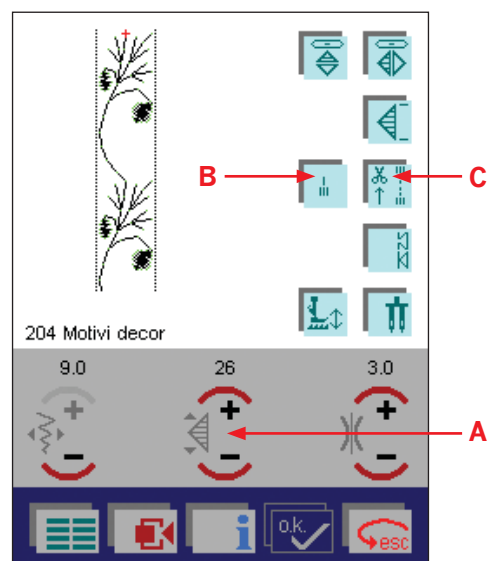 B
C
204 Motivi decor
9.0 26 3.0
+ + +
− − −
A
i
o.k.
esc